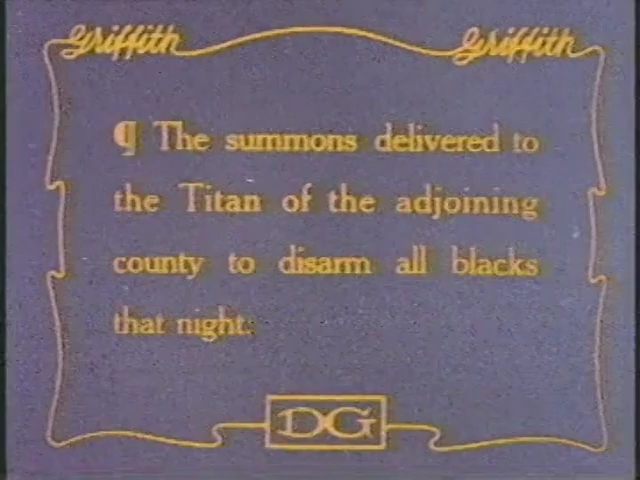 Griffith Griffith
¶ The summons delivered to
the Titan of the adjoining
county to disarm all blacks
that night.
DG